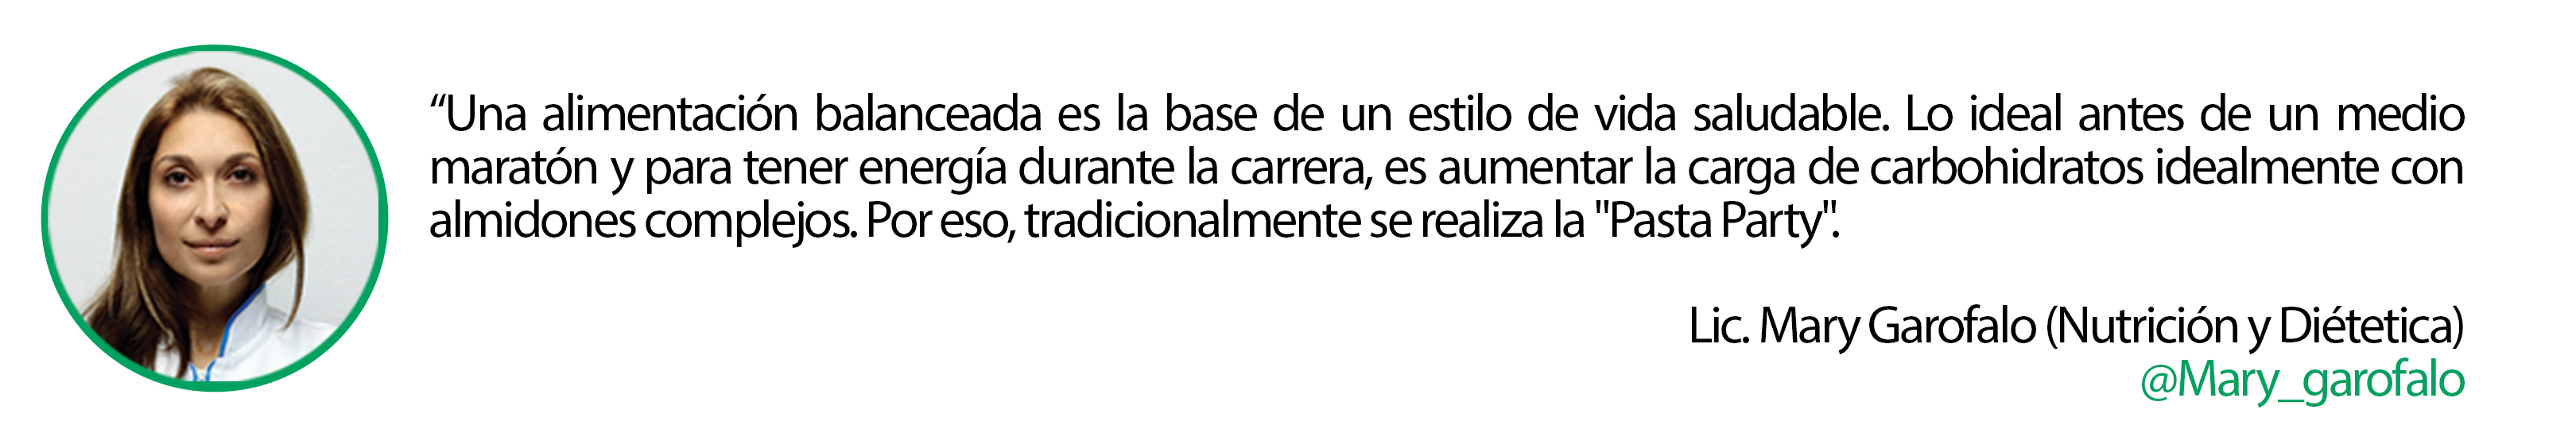 “Una alimentación balanceada es la base de un estilo de vida saludable. Lo ideal antes de un medio
maratón y para tener energía durante la carrera, es aumentar la carga de carbohidratos idealmente con
almidones complejos. Por eso, tradicionalmente se realiza la "Pasta Party".
Lic. Mary Garofalo (Nutrición y Diétetica)
@Mary_garofalo